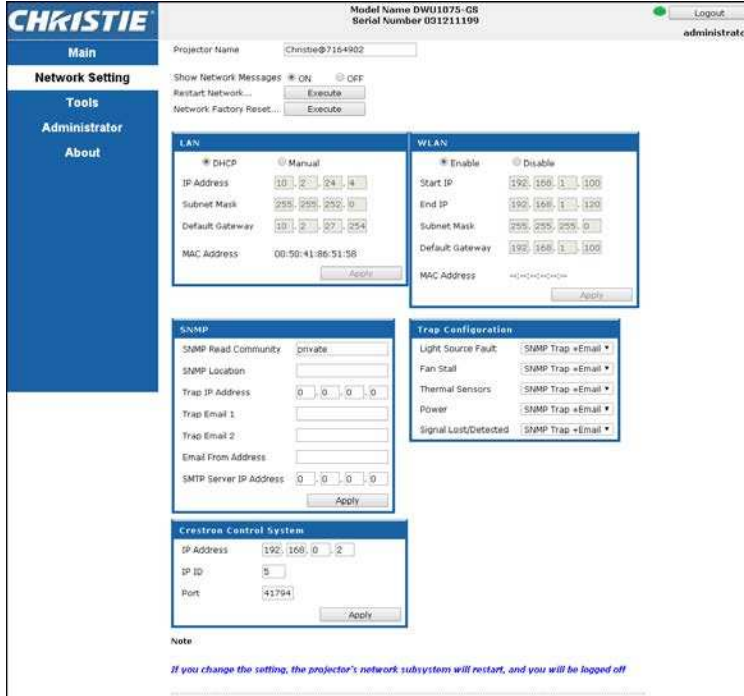 CHRISTIE
Model Name DWU1075-GS
Serial Number 031211199
Logout
administrato
Main
Network Setting
Tools
Administrator
About
Projector Name Christie@7164902
Show Network Messages ON OFF
Restart Network... Execute
Network Factory Reset... Execute
LAN
DHCP Manual
IP Address 10 . 2 . 24 . 4
Subnet Mask 255 . 255 . 252 . 0
Default Gateway 10 . 2 . 27 . 254
MAC Address 00:50:41:86:51:58
Apply
WLAN
Enable Disable
Start IP 192 . 168 . 1 . 100
End IP 192 . 168 . 1 . 120
Subnet Mask 255 . 255 . 255 . 0
Default Gateway 192 . 168 . 1 . 100
MAC Address --:--:--:--:--:--
Apply
SNMP
SNMP Read Community private
SNMP Location
Trap IP Address 0 . 0 . 0 . 0
Trap Email 1
Trap Email 2
Email From Address
SMTP Server IP Address 0 . 0 . 0 . 0
Apply
Trap Configuration
Light Source Fault SNMP Trap +Email
Fan Stall SNMP Trap +Email
Thermal Sensors SNMP Trap +Email
Power SNMP Trap +Email
Signal Lost/Detected SNMP Trap +Email
Crestron Control System
IP Address 192 . 168 . 0 . 2
IP ID 5
Port 41794
Apply
Note
If you change the setting, the projector's network subsystem will restart, and you will be logged off